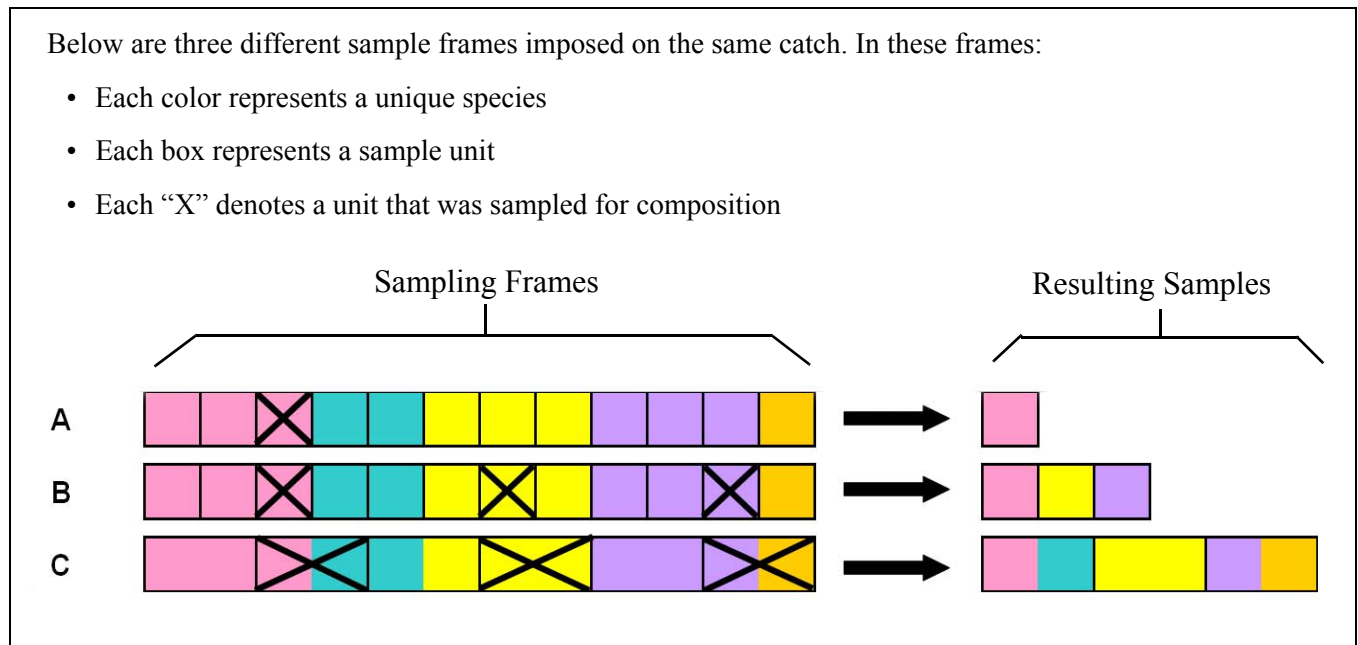 Below are three different sample frames imposed on the same catch. In these frames:
• Each color represents a unique species
• Each box represents a sample unit
• Each “X” denotes a unit that was sampled for composition
Sampling Frames
Resulting Samples
A
B
C